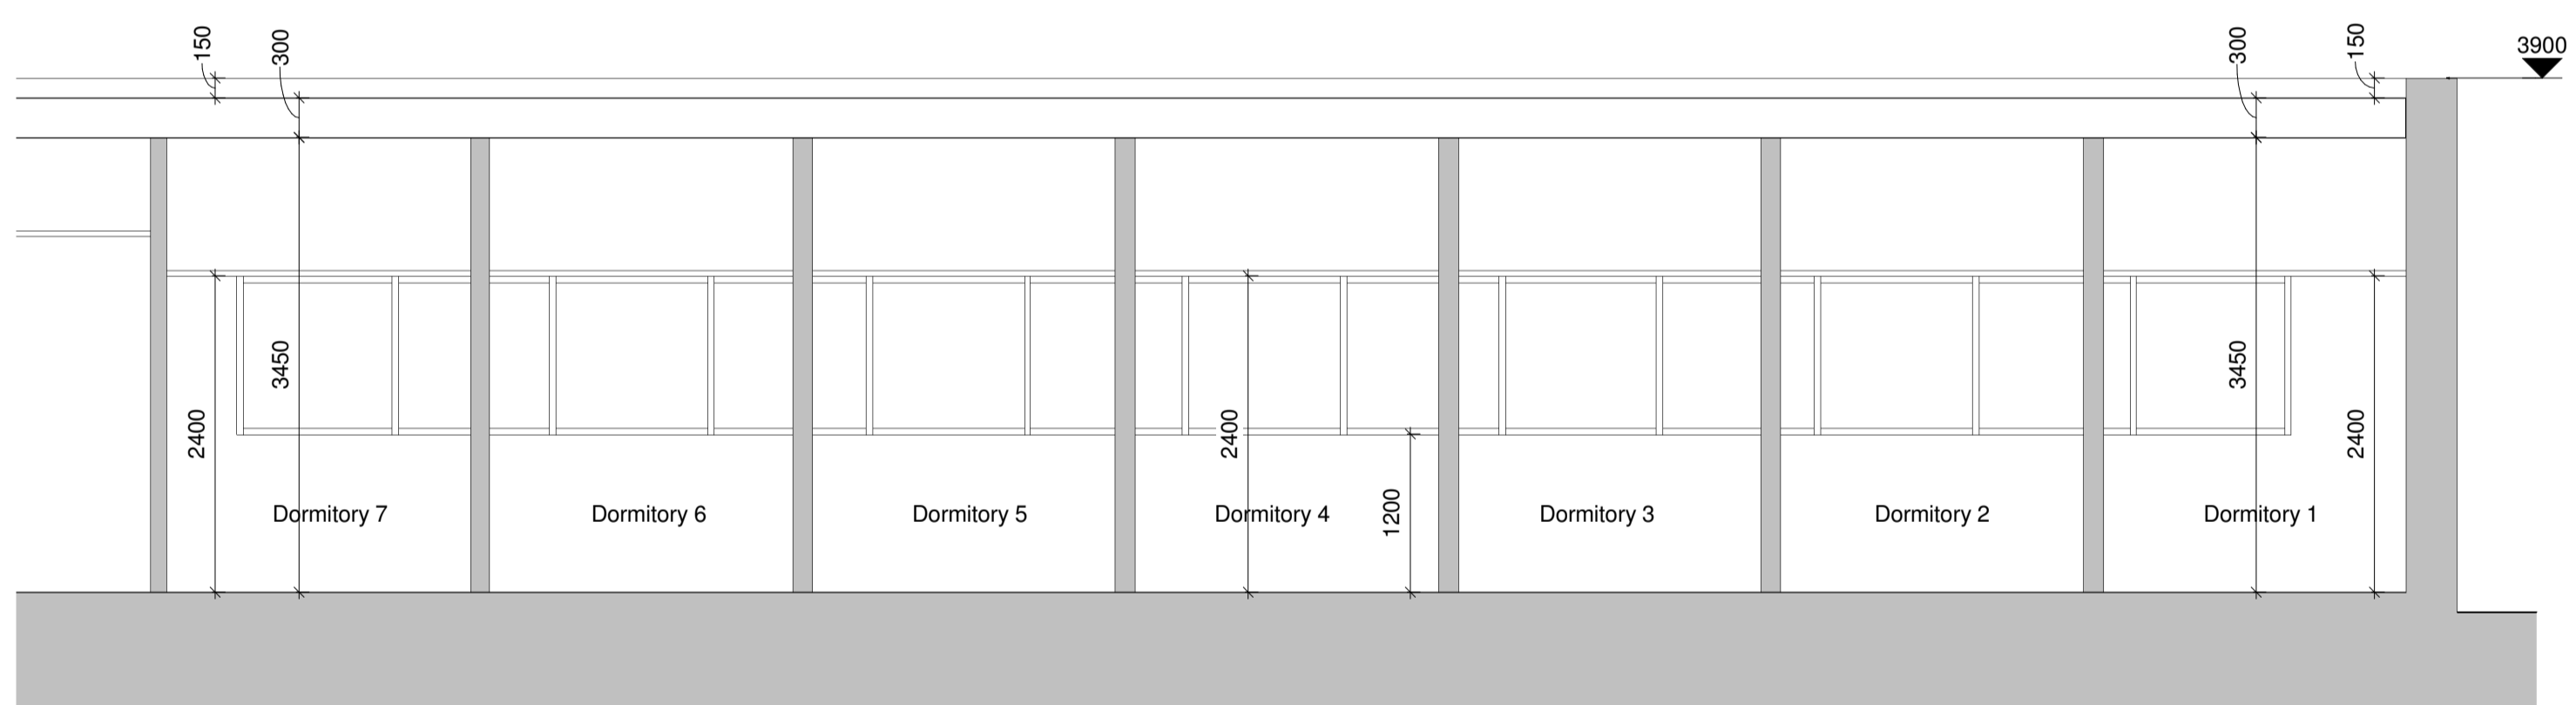 150
300
300
150
3900
3450
3450
2400
2400
2400
1200
Dormitory 7
Dormitory 6
Dormitory 5
Dormitory 4
Dormitory 3
Dormitory 2
Dormitory 1